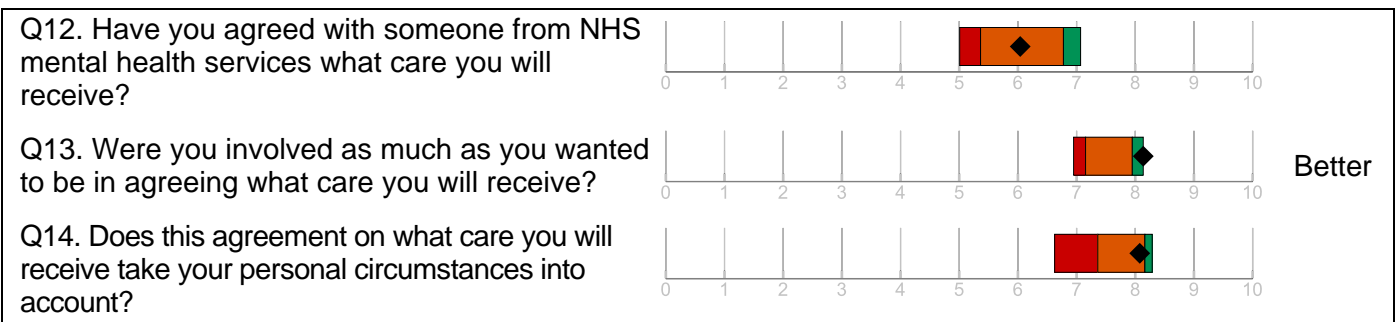 Q12. Have you agreed with someone from NHS
mental health services what care you will
receive?
0 1 2 3 4 5 6 7 8 9 10
Q13. Were you involved as much as you wanted
to be in agreeing what care you will receive?
Better
0 1 2 3 4 5 6 7 8 9 10
Q14. Does this agreement on what care you will
receive take your personal circumstances into
account?
0 1 2 3 4 5 6 7 8 9 10